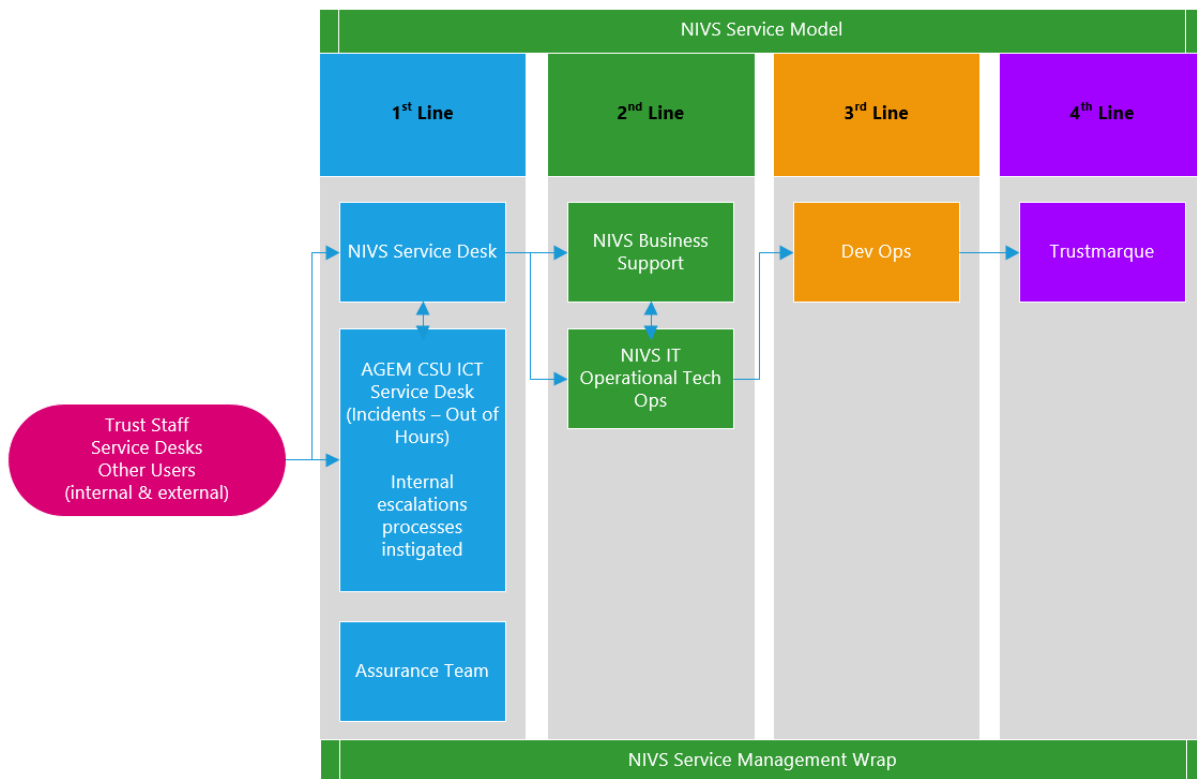 NIVS Service Model
1st Line
2nd Line
3rd Line
4th Line
NIVS Service Desk
NIVS Business
Support
Dev Ops
Trustmarque
AGEM CSU ICT
Service Desk
(Incidents – Out of
Hours)
Internal
escalations
processes
instigated
NIVS IT
Operational Tech
Ops
Trust Staff
Service Desks
Other Users
(internal & external)
Assurance Team
NIVS Service Management Wrap